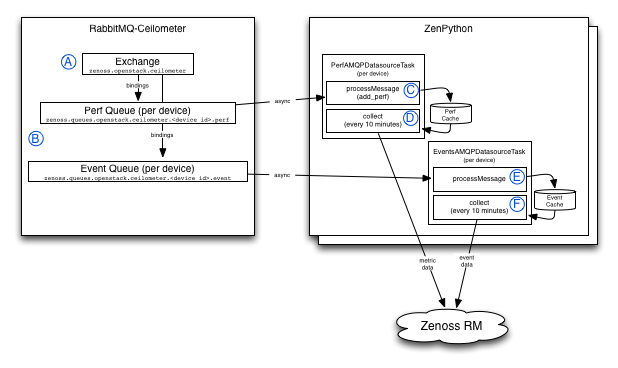 RabbitMQ-Ceilometer
A
Exchange
zenoss.openstack.ceilometer
bindings
Perf Queue (per device)
zenoss.queues.openstack.ceilometer.<device id>.perf
B
bindings
Event Queue (per device)
zenoss.queues.openstack.ceilometer.<device id>.event
async
async
ZenPython
PerfAMQPDatasourceTask
(per device)
processMessage
(add_perf)
C
collect
(every 10 minutes)
D
Perf
Cache
EventsAMQPDatasourceTask
(per device)
processMessage
E
collect
(every 10 minutes)
F
Event
Cache
metric
data
event
data
Zenoss RM